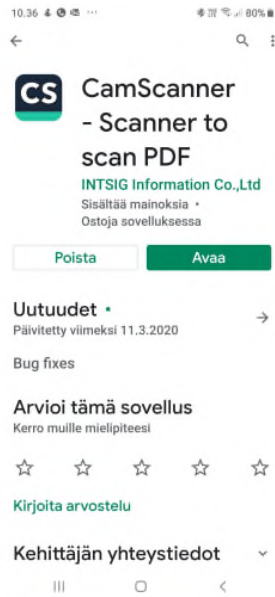 10.36
80%
CS
CamScanner
- Scanner to
scan PDF
INTSIG Information Co.,Ltd
Sisältää mainoksia •
Ostoja sovelluksessa
Poista
Avaa
Uutuudet •
Päivitetty viimeksi 11.3.2020
Bug fixes
Arvioi tämä sovellus
Kerro muille mielipiteesi
Kirjoita arvostelu
Kehittäjän yhteystiedot